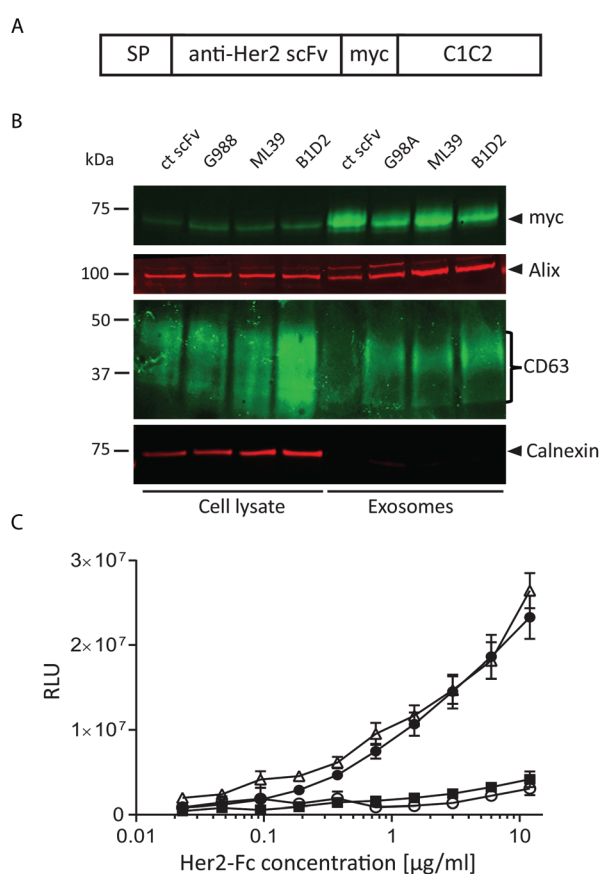 A
SP anti-Her2 scFv myc C1C2
B
kDa ct scFv G988 ML39 B1D2 ct scFv G98A ML39 B1D2
75 myc
100 Alix
50
37 CD63
75 Calnexin
Cell lysate Exosomes
C
3×10⁷
2×10⁷
1×10⁷
0
RLU
0.01 0.1 1 10
Her2-Fc concentration [µg/ml]